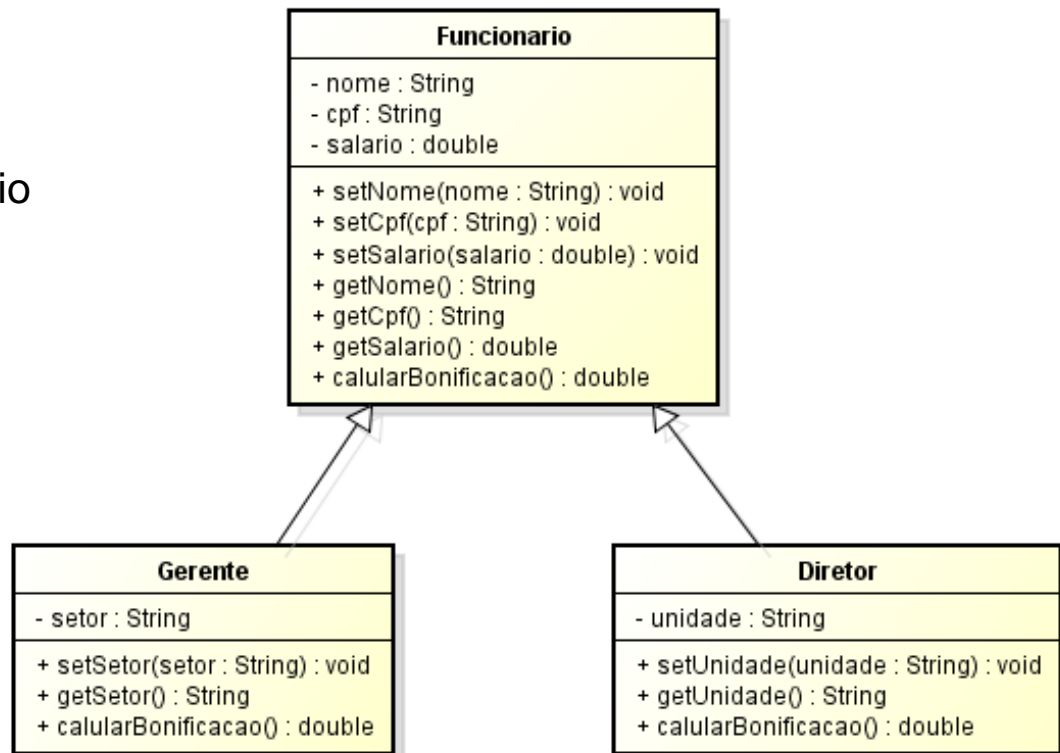 Funcionario
- nome : String
- cpf : String
- salario : double
io
+ setNome(nome : String) : void
+ setCpf(cpf : String) : void
+ setSalario(salario : double) : void
+ getNome() : String
+ getCpf() : String
+ getSalario() : double
+ calularBonificacao() : double
Gerente
- setor : String
+ setSetor(setor : String) : void
+ getSetor() : String
+ calularBonificacao() : double
Diretor
- unidade : String
+ setUnidade(unidade : String) : void
+ getUnidade() : String
+ calularBonificacao() : double